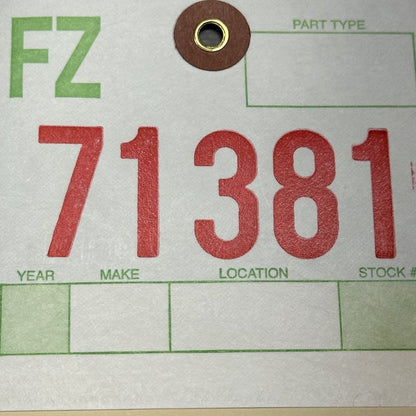 FZ
PART TYPE
71381
YEAR MAKE LOCATION STOCK #